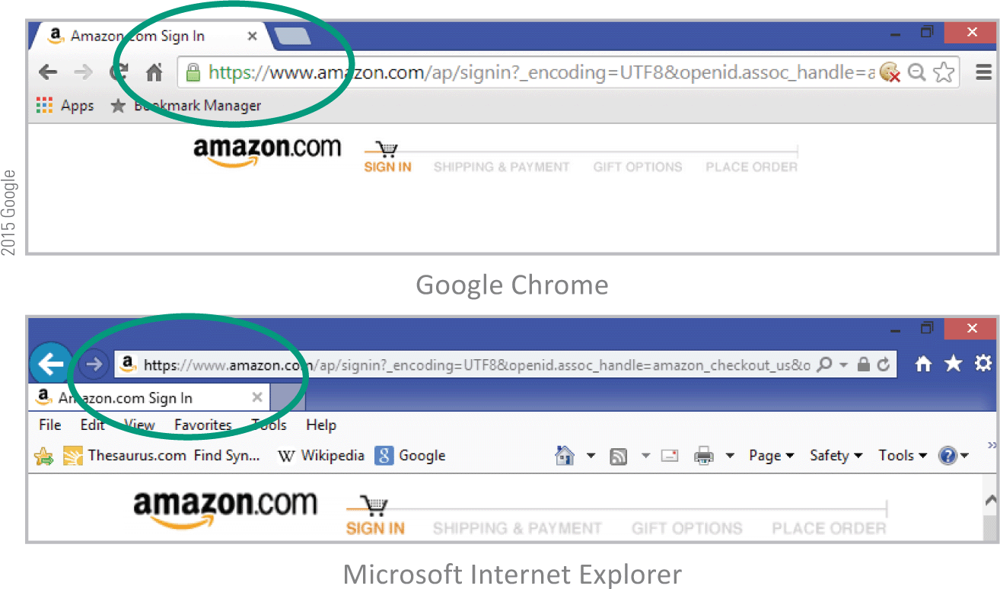 Amazon.com Sign In
https://www.amazon.com/ap/signin?_encoding=UTF8&openid.assoc_handle=a
Apps Bookmark Manager
amazon.com
SIGN IN SHIPPING & PAYMENT GIFT OPTIONS PLACE ORDER
2015 Google
Google Chrome
https://www.amazon.com/ap/signin?_encoding=UTF8&openid.assoc_handle=amazon_checkout_us&o
Amazon.com Sign In
File Edit View Favorites Tools Help
Thesaurus.com Find Syn... W Wikipedia 8 Google Page Safety Tools
amazon.com
SIGN IN SHIPPING & PAYMENT GIFT OPTIONS PLACE ORDER
Microsoft Internet Explorer